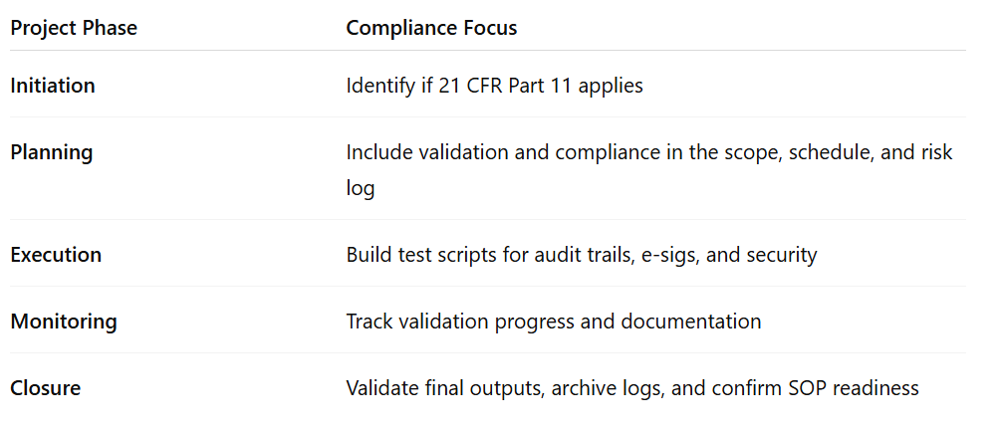 Project Phase Compliance Focus
Initiation Identify if 21 CFR Part 11 applies
Planning Include validation and compliance in the scope, schedule, and risk
log
Execution Build test scripts for audit trails, e-sigs, and security
Monitoring Track validation progress and documentation
Closure Validate final outputs, archive logs, and confirm SOP readiness